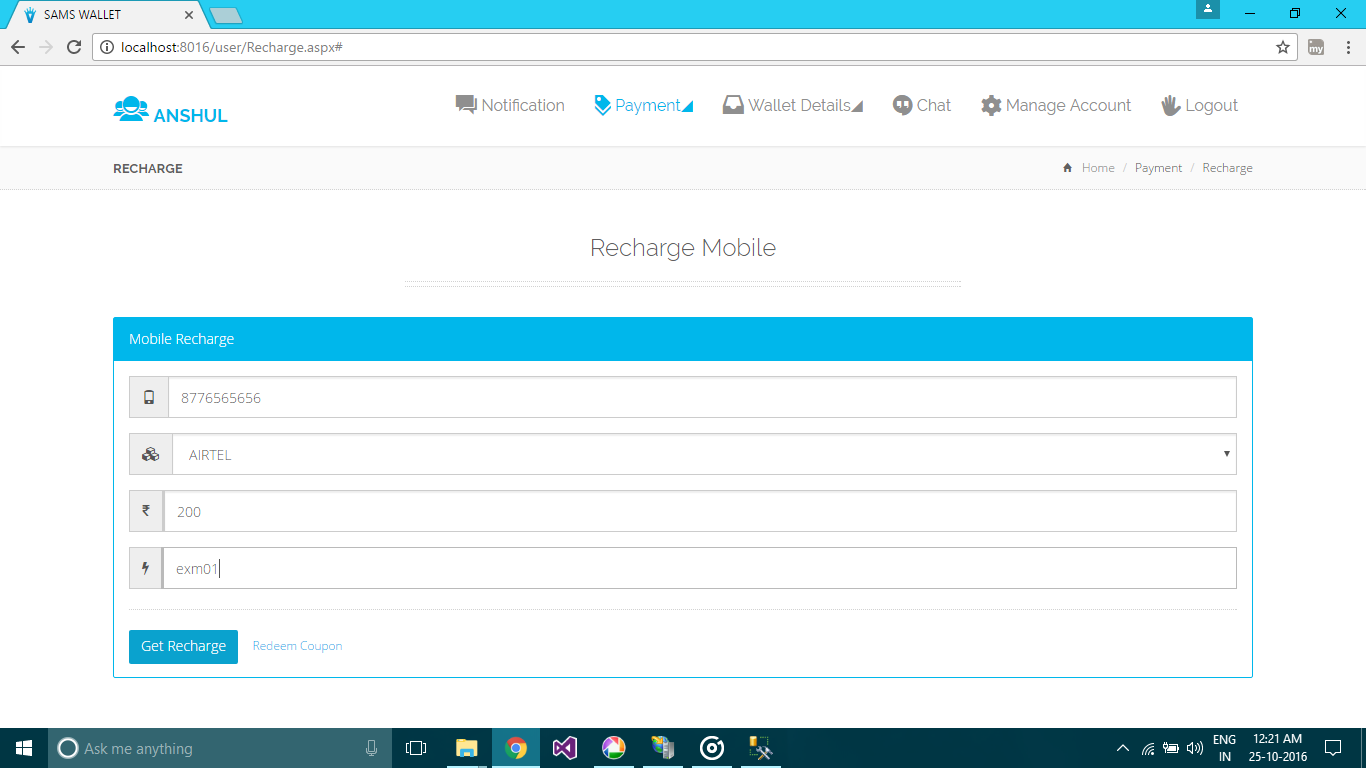 SAMS WALLET
localhost:8016/user/Recharge.aspx#
my
ANSHUL
Notification Payment Wallet Details Chat Manage Account Logout
RECHARGE
Home / Payment / Recharge
Recharge Mobile
Mobile Recharge
8776565656
AIRTEL
₹ 200
exm01
Get Recharge Redeem Coupon
Ask me anything
ENG 12:21 AM
IN 25-10-2016